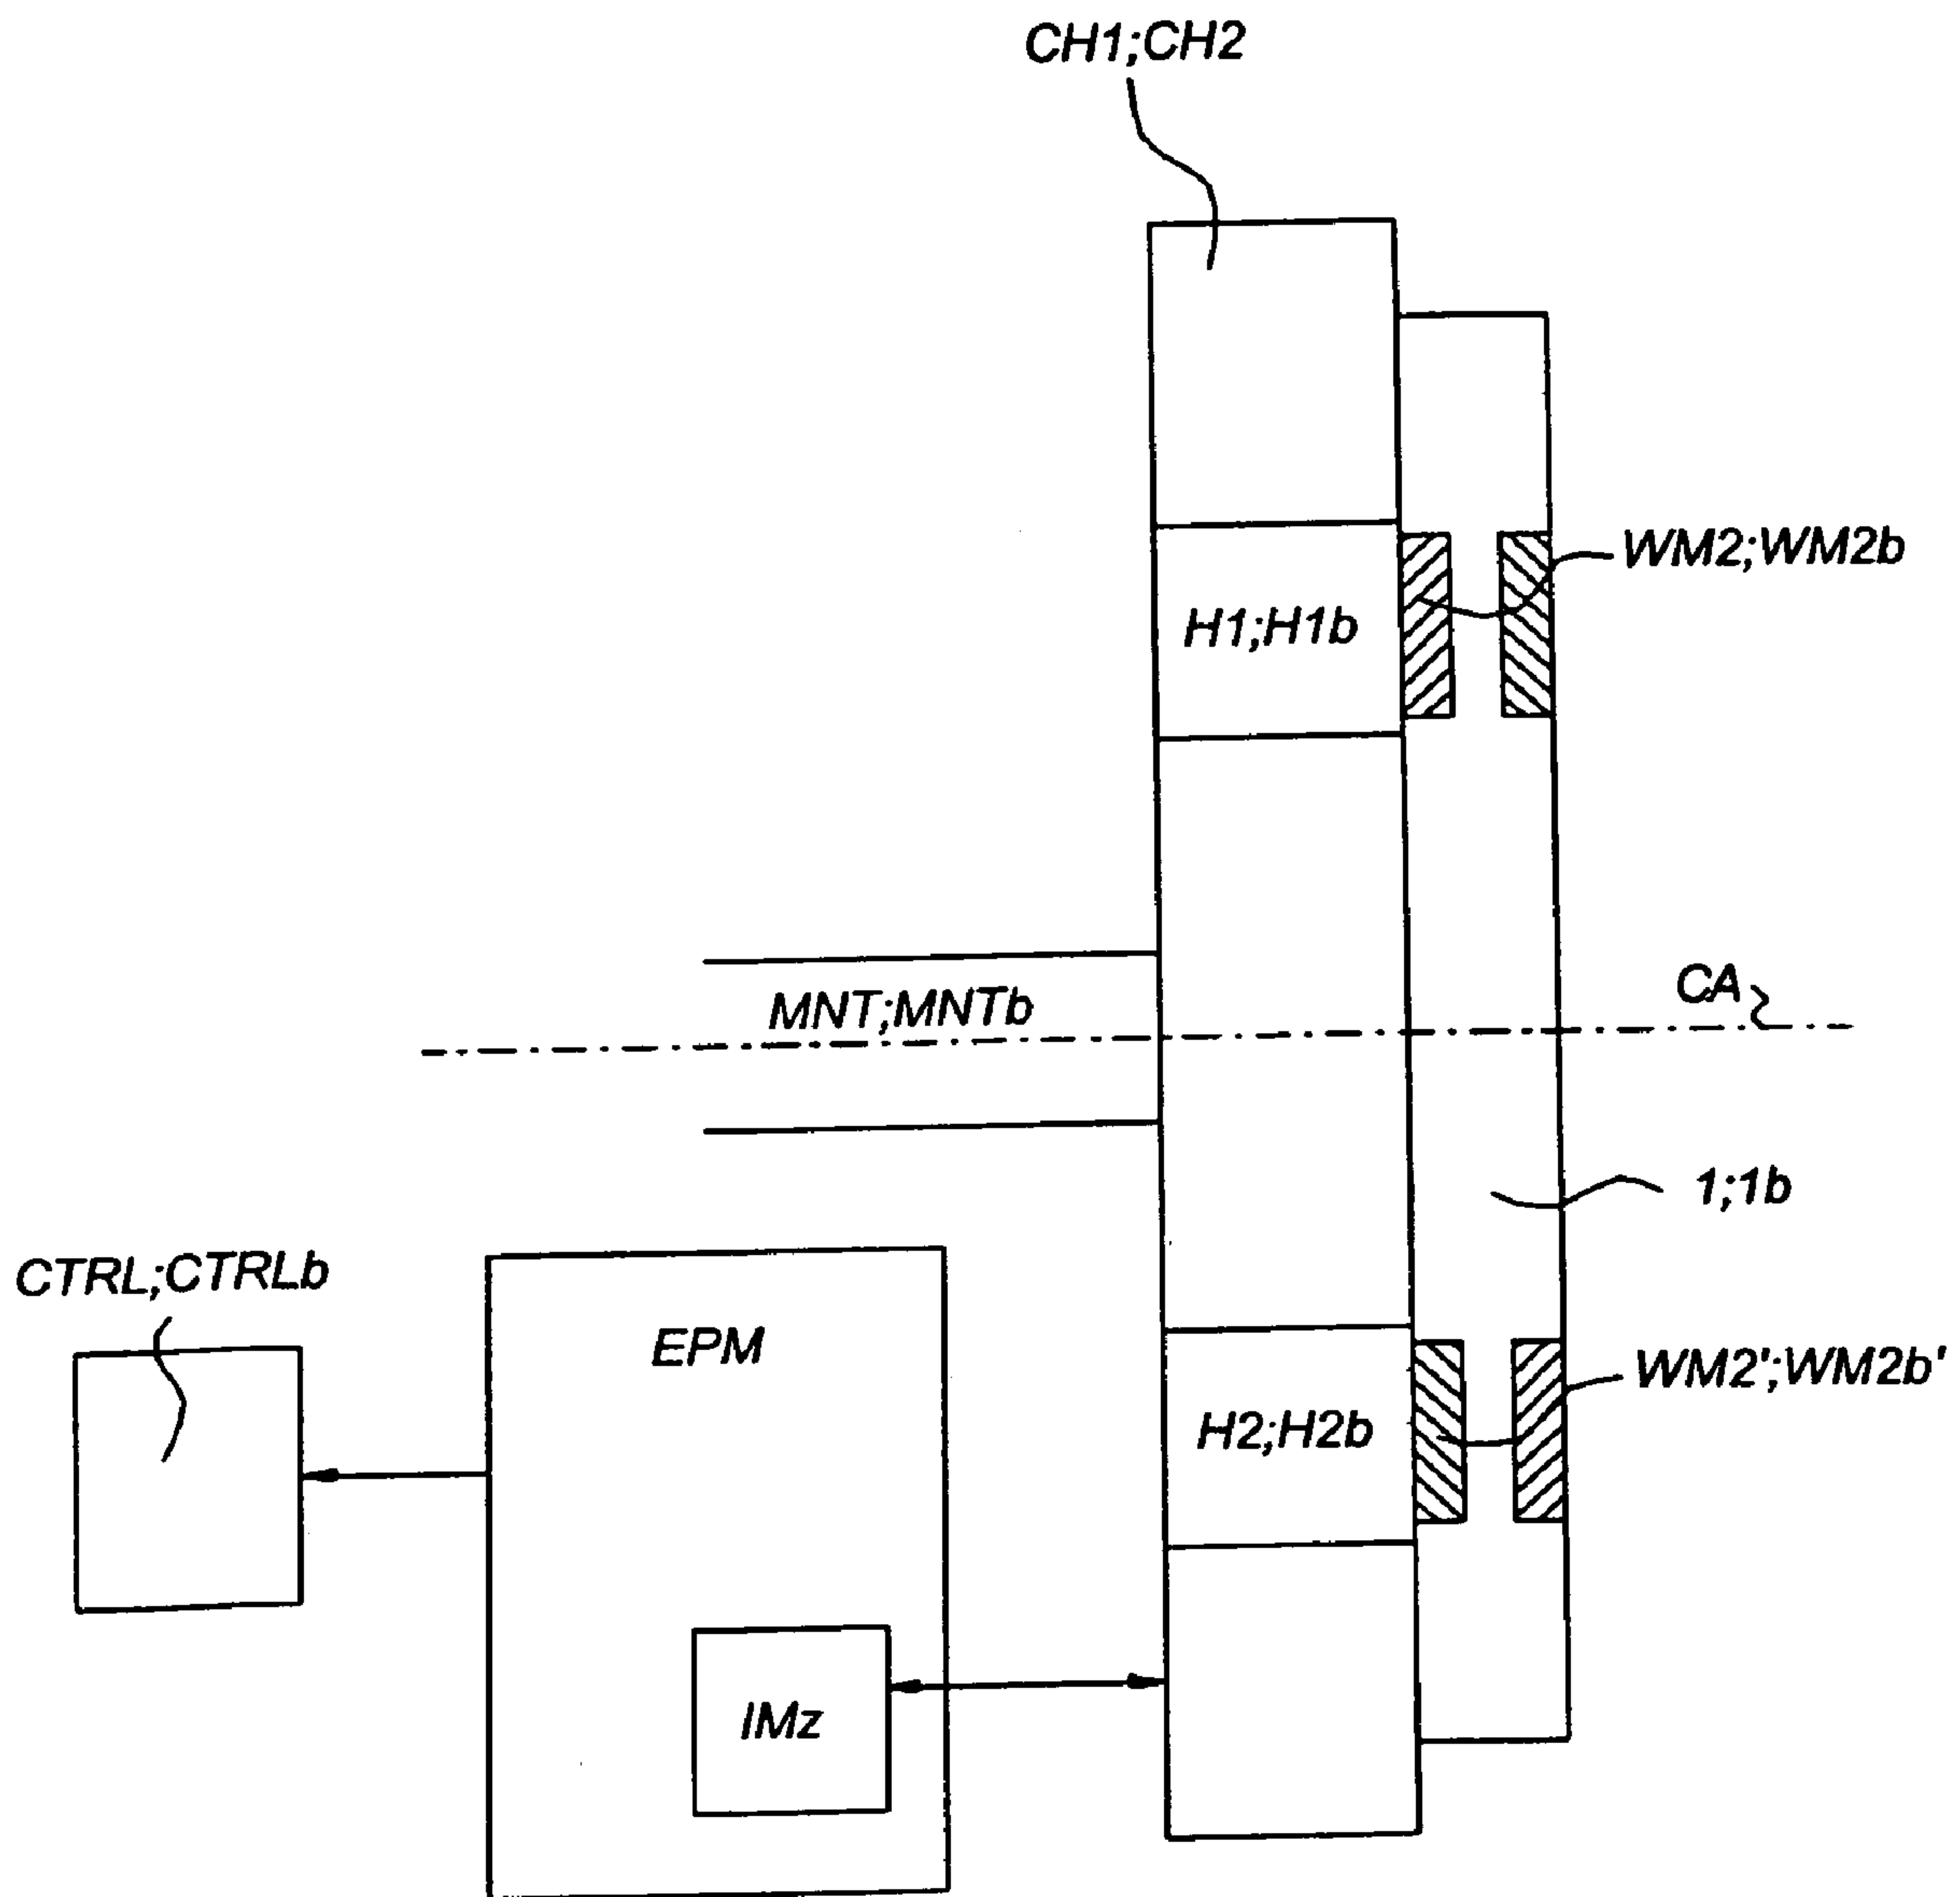 CH1;CH2
WM2;WM2b
H1;H1b
CA
MNT;MNTb
1;1b
CTRL;CTRLb
EPM
WM2';WM2b'
H2;H2b
IMz